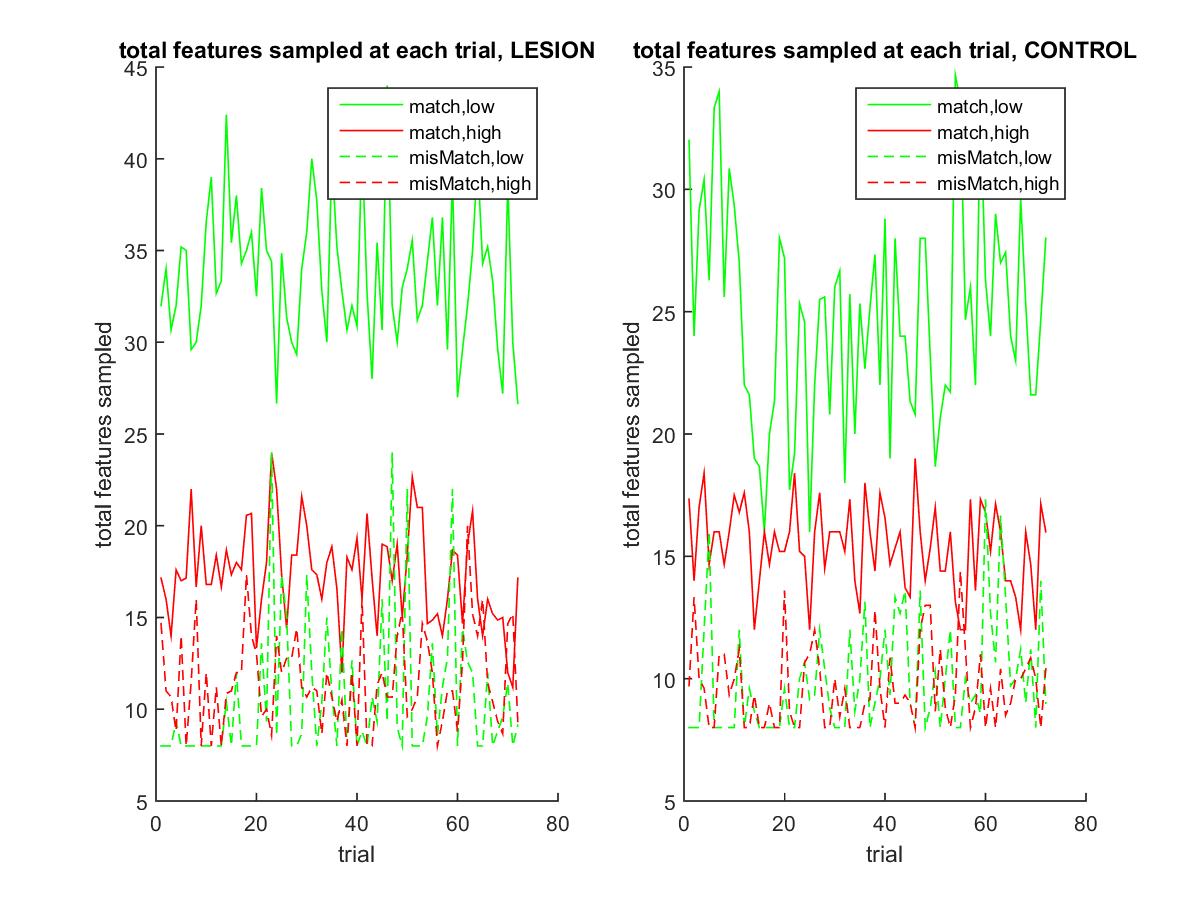 total features sampled at each trial, LESION
45
40
35
30
25
20
15
10
5
total features sampled
match,low
match,high
misMatch,low
misMatch,high
0
20
40
60
80
trial
total features sampled at each trial, CONTROL
35
30
25
20
15
10
5
total features sampled
match,low
match,high
misMatch,low
misMatch,high
0
20
40
60
80
trial